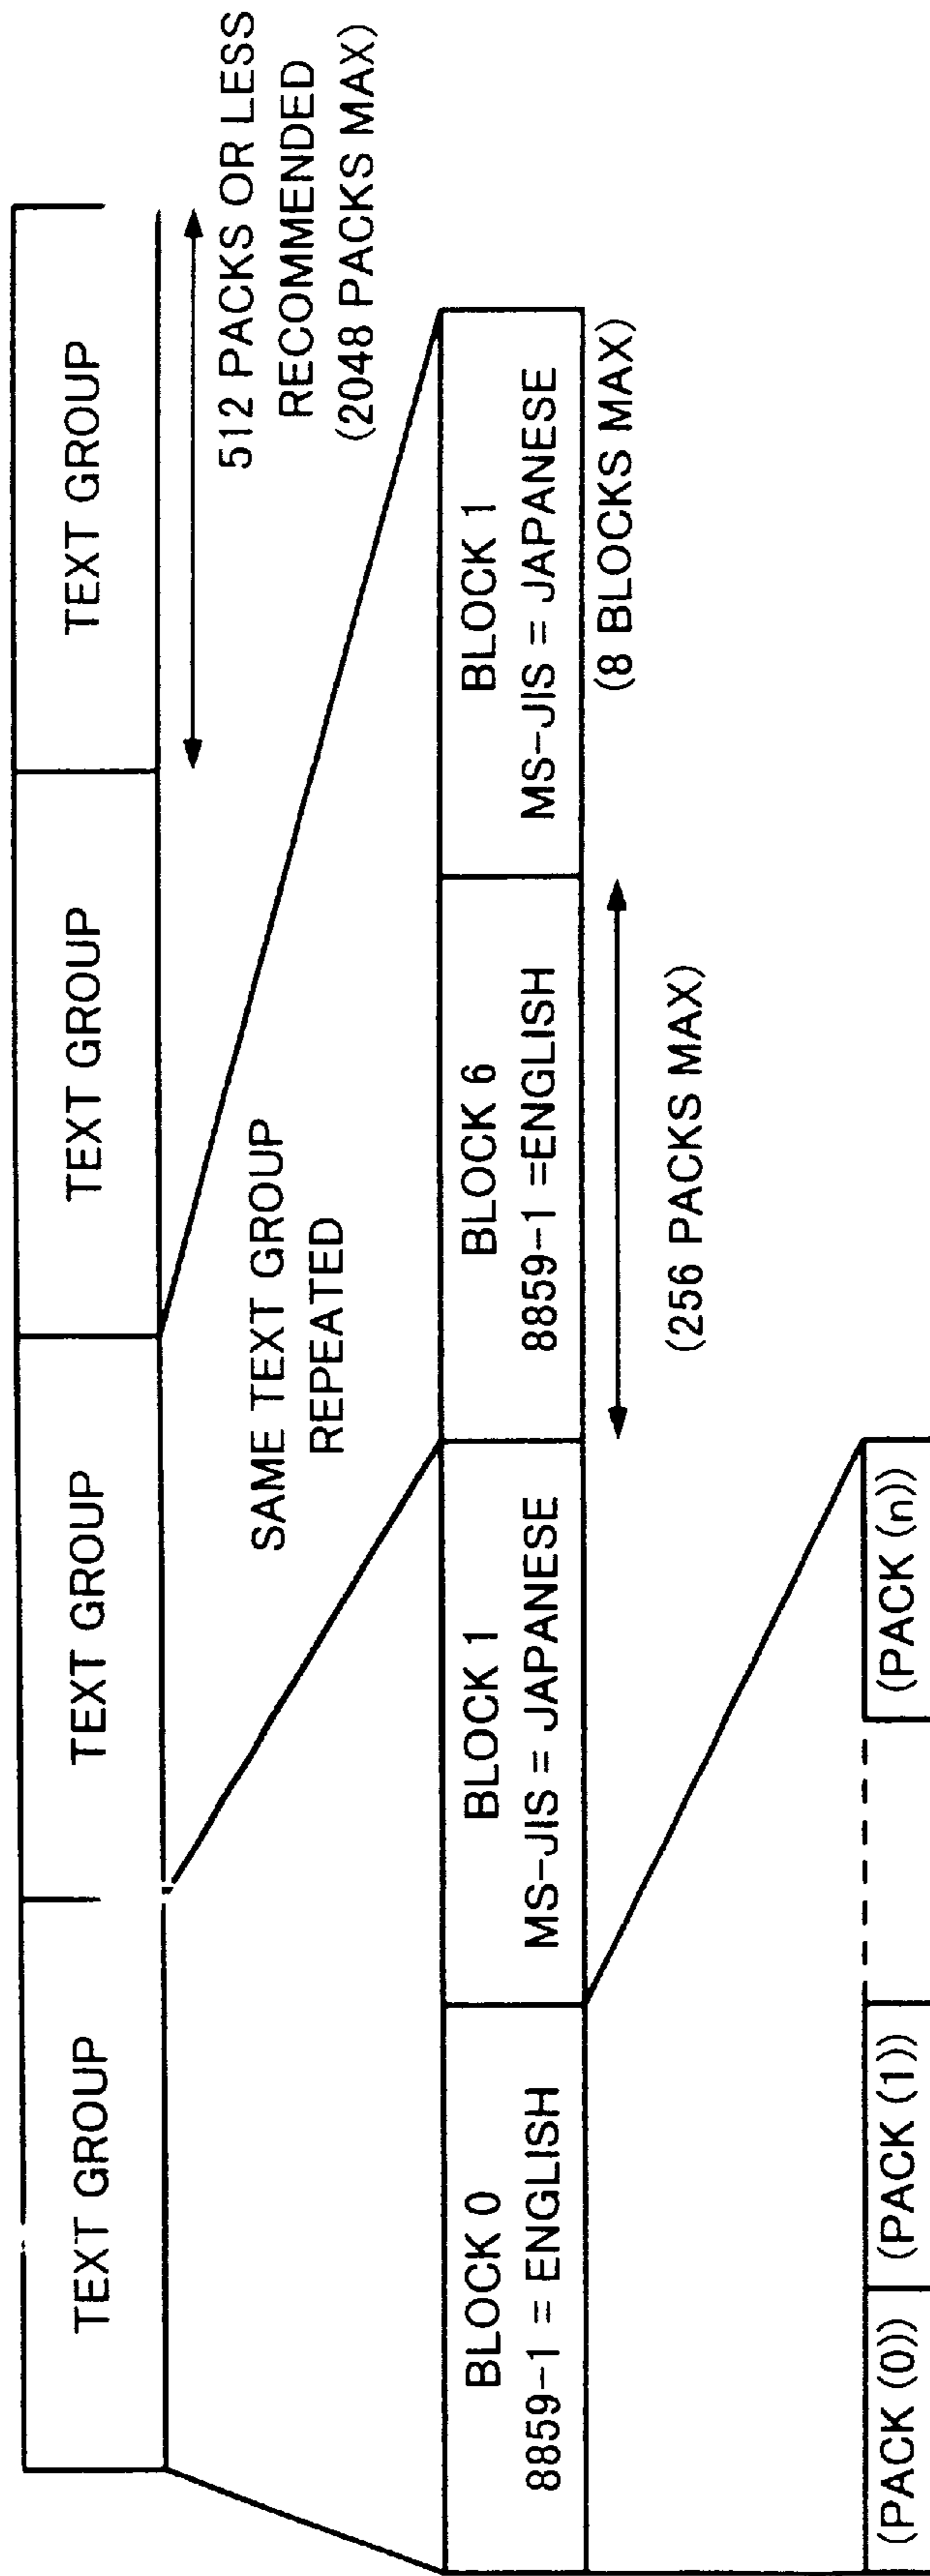 TEXT GROUP
TEXT GROUP
TEXT GROUP
TEXT GROUP
512 PACKS OR LESS
RECOMMENDED
(2048 PACKS MAX)
SAME TEXT GROUP
REPEATED
BLOCK 0
8859-1 = ENGLISH
BLOCK 1
MS-JIS = JAPANESE
BLOCK 6
8859-1 =ENGLISH
BLOCK 1
MS-JIS = JAPANESE
(256 PACKS MAX)
(8 BLOCKS MAX)
(PACK (0))
(PACK (1))
(PACK (n))